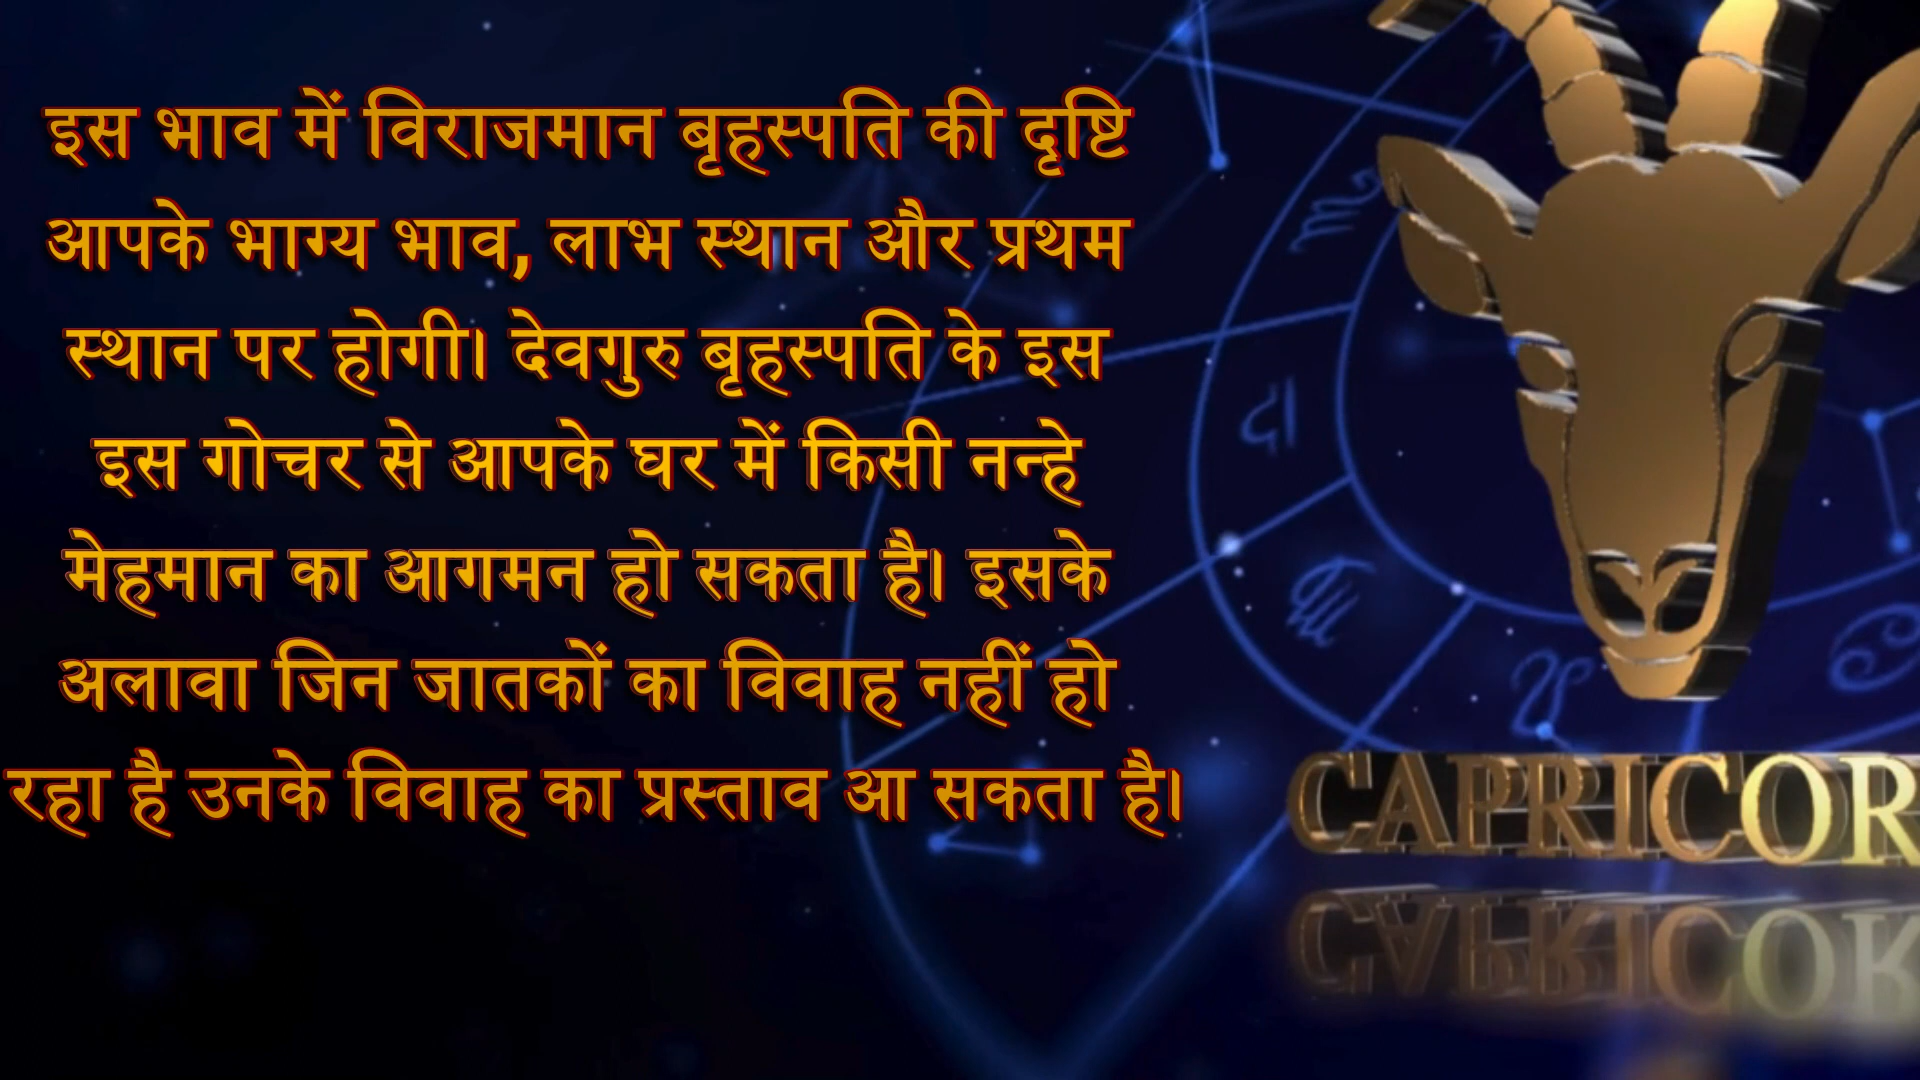 इस भाव में विराजमान बृहस्पति की दृष्टि
आपके भाग्य भाव, लाभ स्थान और प्रथम
स्थान पर होगी। देवगुरु बृहस्पति के इस
इस गोचर से आपके घर में किसी नन्हे
मेहमान का आगमन हो सकता है। इसके
अलावा जिन जातकों का विवाह नहीं हो
रहा है उनके विवाह का प्रस्ताव आ सकता है।
CAPRICOR